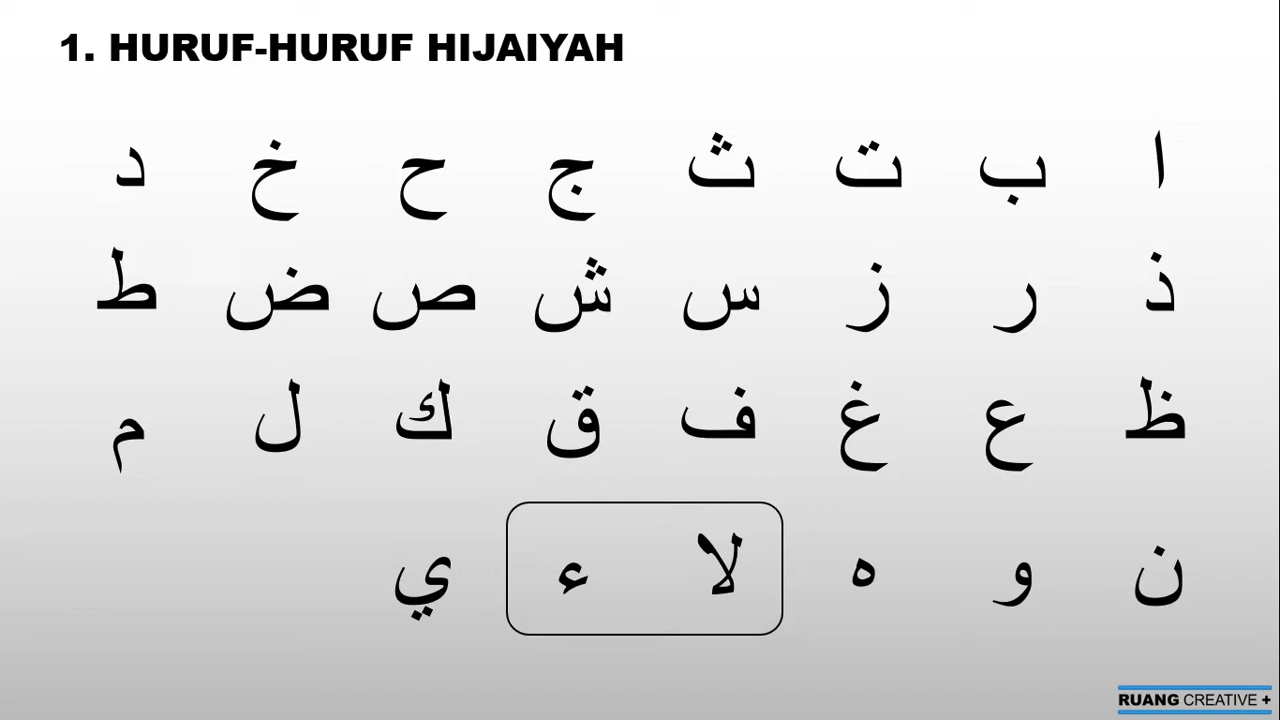 1. HURUF-HURUF HIJAIYAH
ا ب ت ث ج ح خ د
ذ ر ز س ش ص ض ط
ظ ع غ ف ق ك ل م
ن و ه لا ء ي
RUANG CREATIVE +